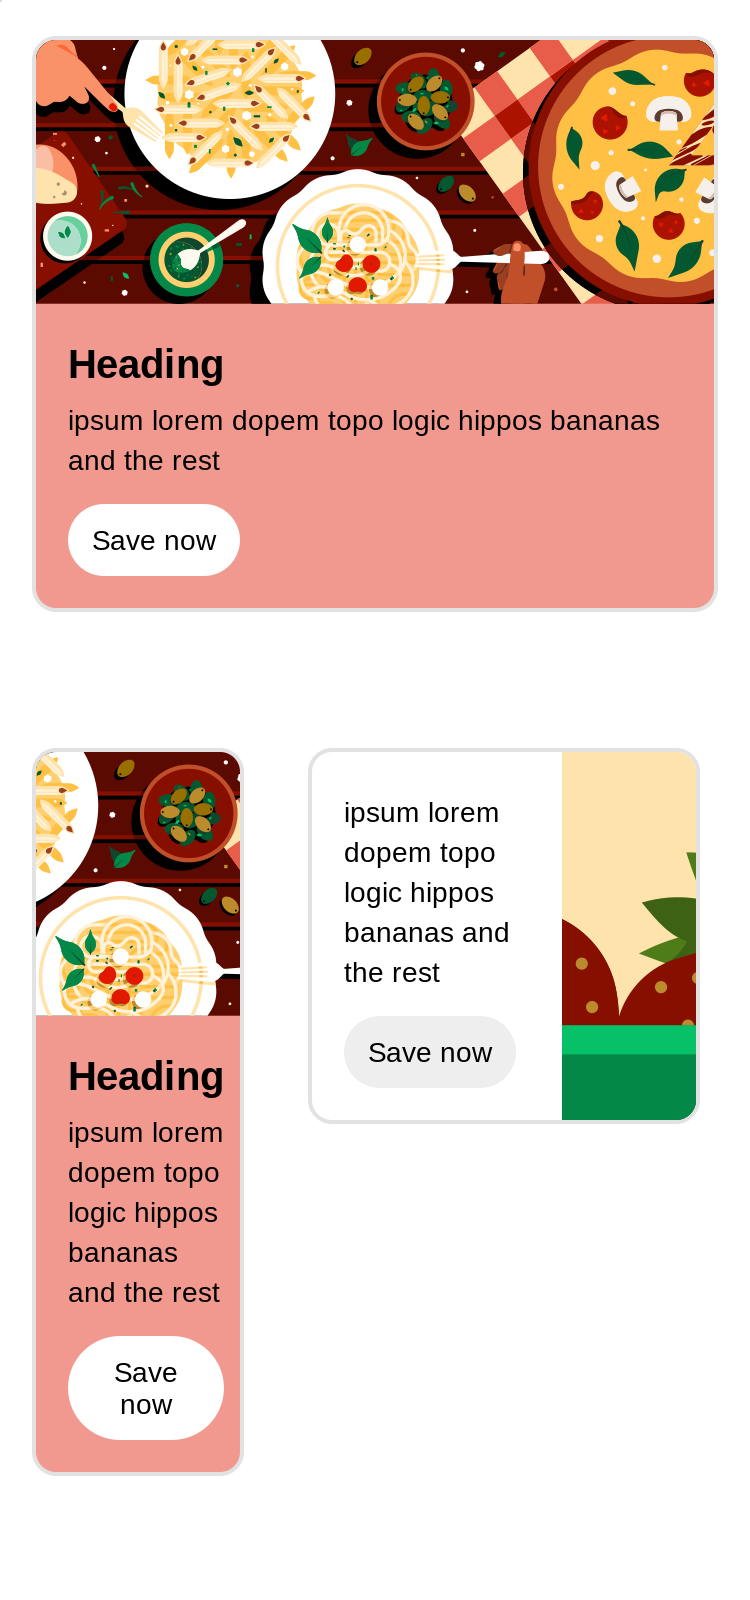 Heading
ipsum lorem dopem topo logic hippos bananas
and the rest
Save now
Heading
ipsum lorem
dopem topo
logic hippos
bananas
and the rest
Save
now
ipsum lorem
dopem topo
logic hippos
bananas and
the rest
Save now